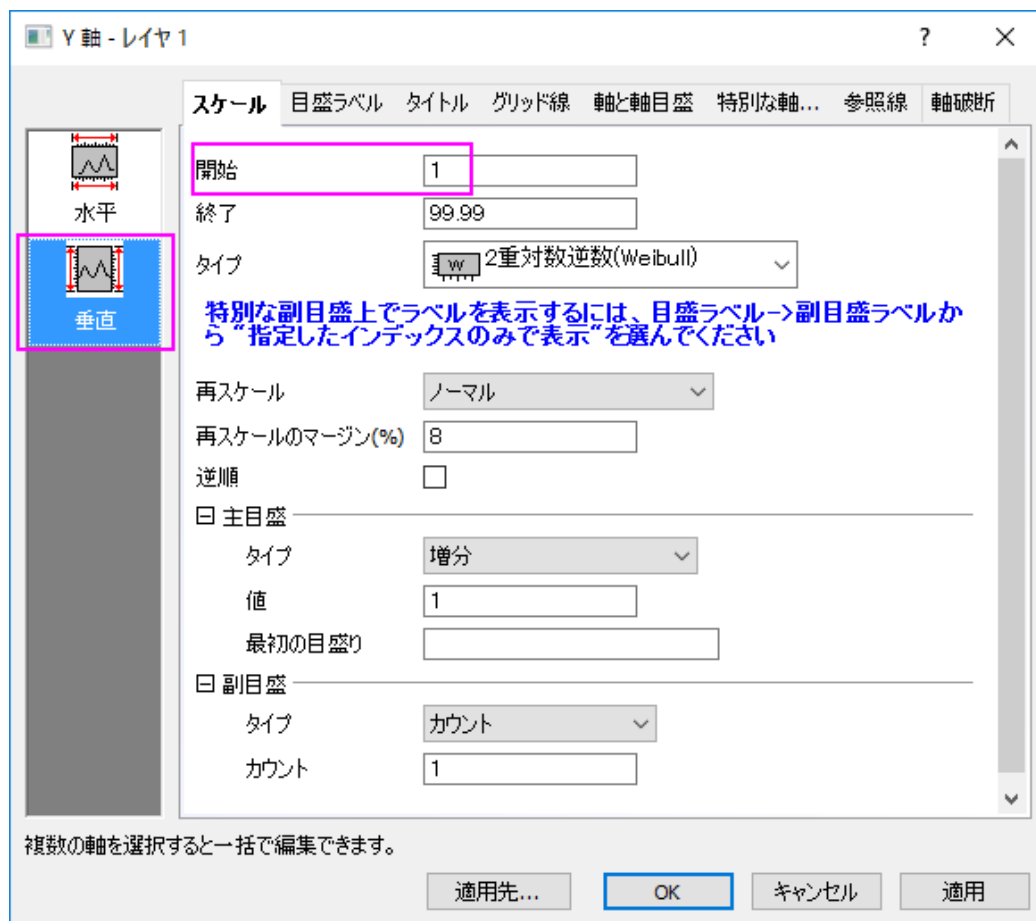 Y 軸 - レイヤ 1
?
スケール 目盛ラベル タイトル グリッド線 軸と軸目盛 特別な軸... 参照線 軸破断
水平
垂直
開始 1
終了 99.99
タイプ W 2重対数逆数(Weibull)
特別な副目盛上でラベルを表示するには、目盛ラベル->副目盛ラベルか
ら "指定したインデックスのみで表示"を選んでください
再スケール ノーマル
再スケールのマージン(%) 8
逆順
主目盛
タイプ 増分
値 1
最初の目盛り
副目盛
タイプ カウント
カウント 1
複数の軸を選択すると一括で編集できます。
適用先... OK キャンセル 適用